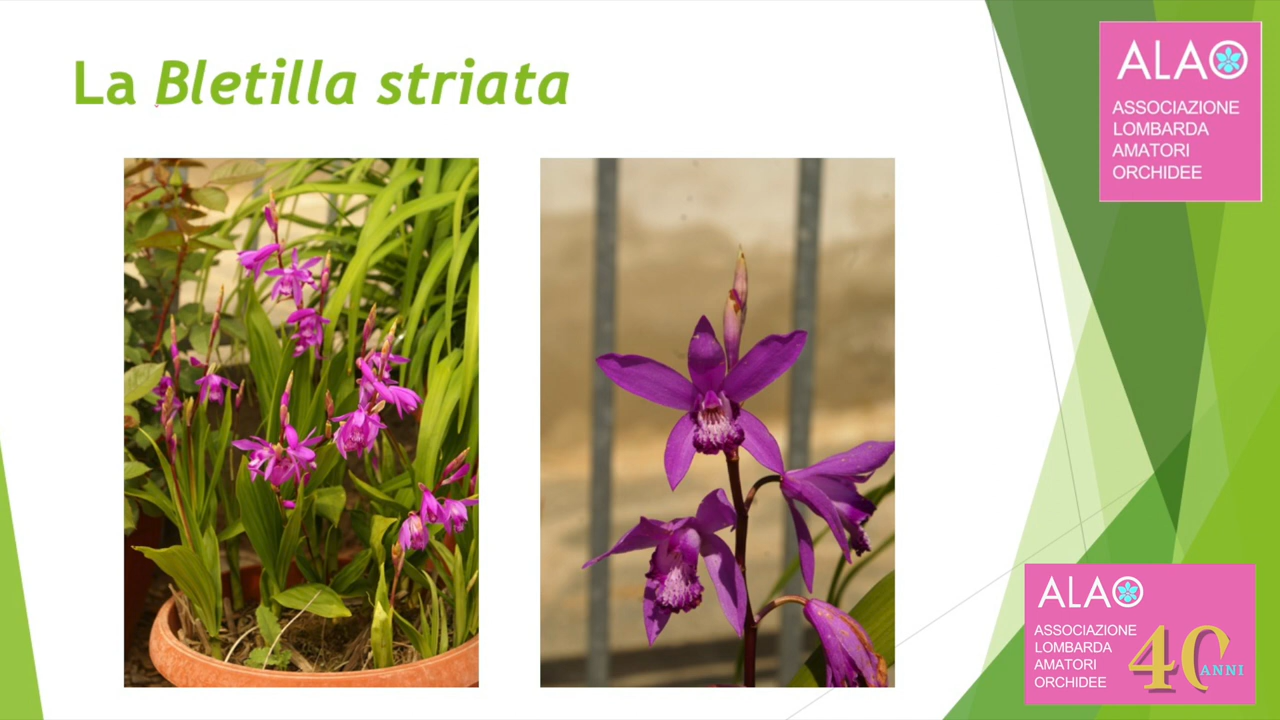 La Bletilla striata
ALAO
ASSOCIAZIONE
LOMBARDA
AMATORI
ORCHIDEE
ALAO
ASSOCIAZIONE
LOMBARDA
AMATORI
ORCHIDEE
40
ANNI